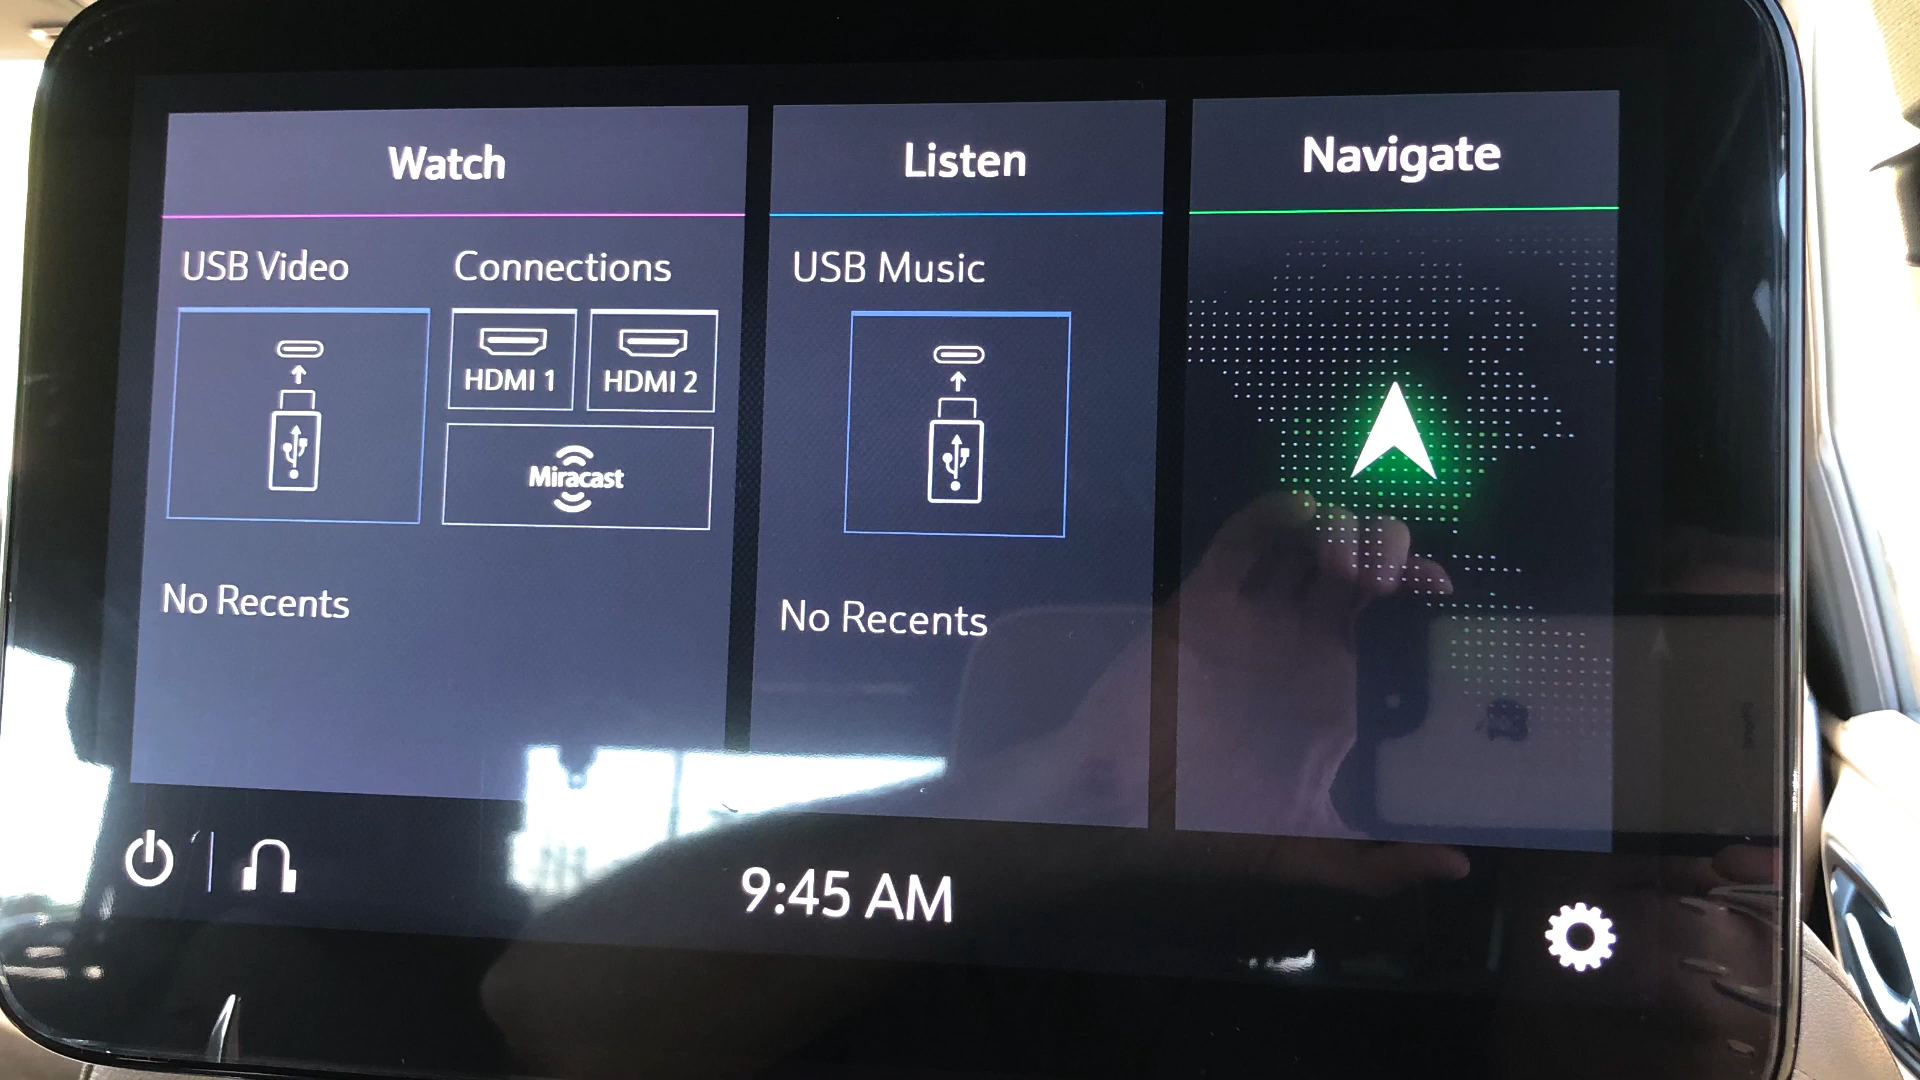 Watch
Listen
Navigate
USB Video
Connections
USB Music
HDMI 1
HDMI 2
Miracast
No Recents
No Recents
9:45 AM